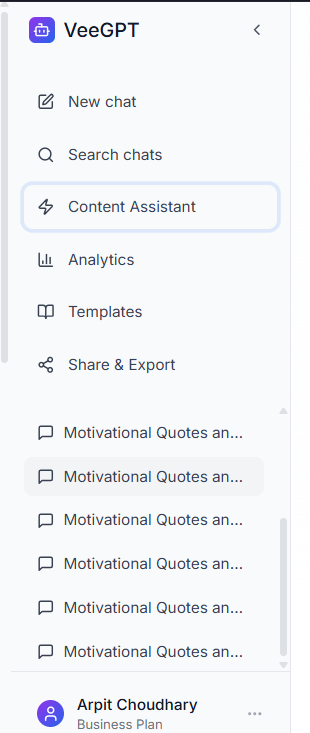 VeeGPT
New chat
Search chats
Content Assistant
Analytics
Templates
Share & Export
Motivational Quotes an...
Motivational Quotes an...
Motivational Quotes an...
Motivational Quotes an...
Motivational Quotes an...
Motivational Quotes an...
Arpit Choudhary
Business Plan